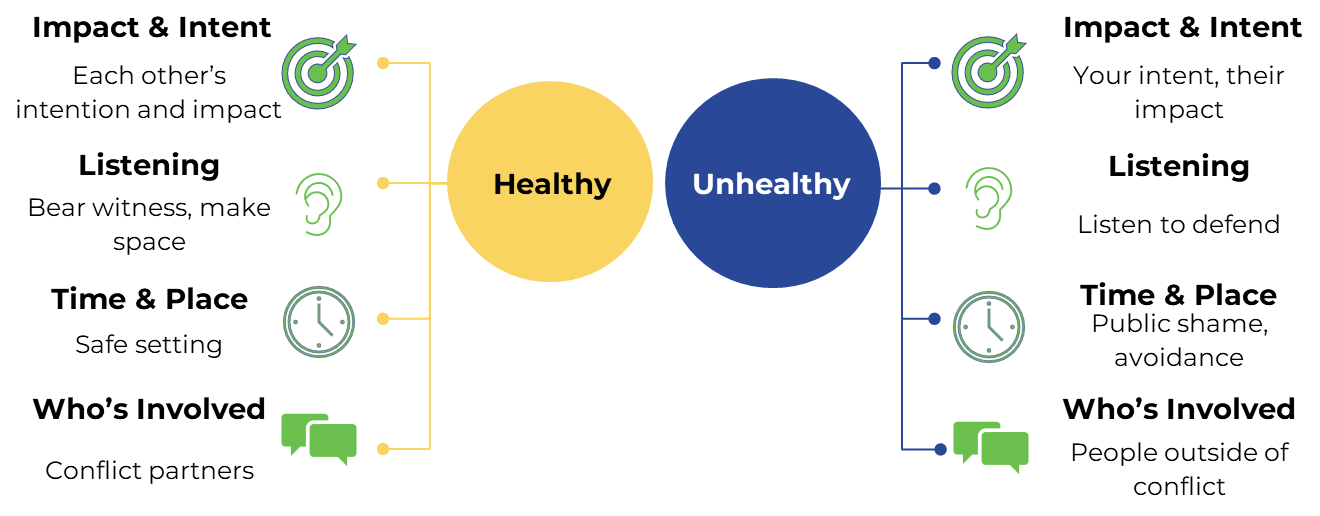 Impact & Intent
Each other’s
intention and impact
Listening
Bear witness, make
space
Time & Place
Safe setting
Who’s Involved
Conflict partners
Healthy
Unhealthy
Impact & Intent
Your intent, their
impact
Listening
Listen to defend
Time & Place
Public shame,
avoidance
Who’s Involved
People outside of
conflict